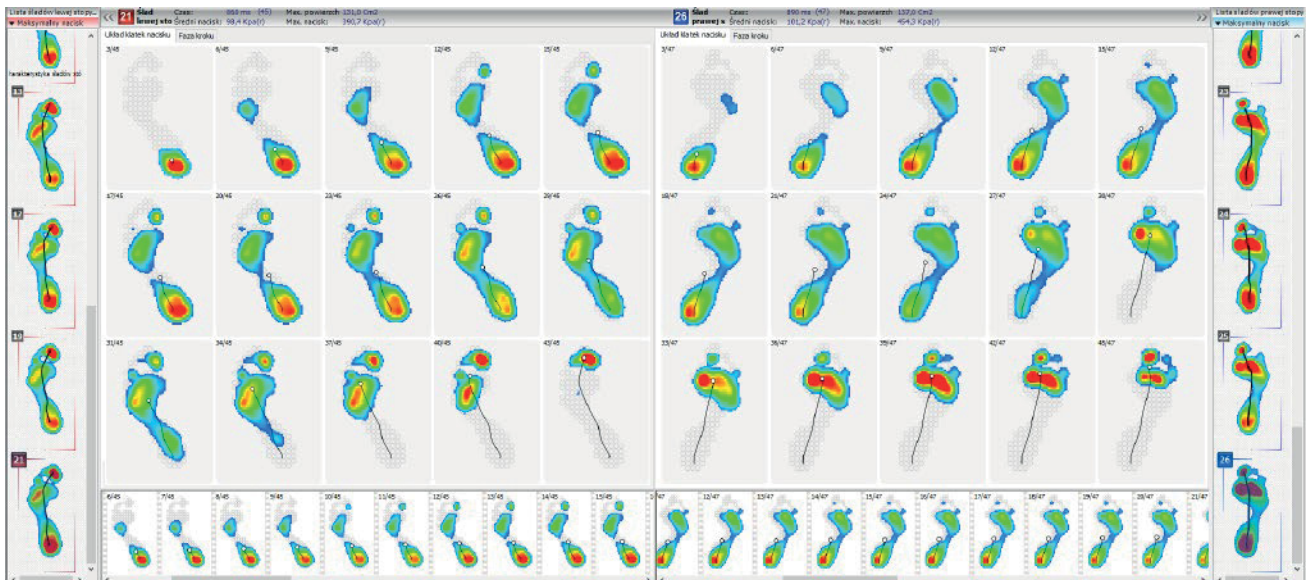 Lista śladów lewej stopy...
▼ Maksymalny nacisk
21 Ślad Czas: 860 ms (45) Max. powierzch 131,0 Cm2
lewej sto Średni nacisk: 98,4 Kpa(r) Max. nacisk: 390,7 Kpa(r)
26 Ślad Czas: 890 ms (47) Max. powierzch 137,0 Cm2
prawej s Średni nacisk: 101,2 Kpa(r) Max. nacisk: 454,3 Kpa(r)
Lista śladów prawej stopy
▼ Maksymalny nacisk
Układ klatek nacisku Faza kroku
Układ klatek nacisku Faza kroku
3/45 6/45 9/45 12/45 15/45
3/47 6/47 9/47 12/47 15/47
17/45 20/45 23/45 26/45 29/45
18/47 21/47 24/47 27/47 30/47
31/45 34/45 37/45 40/45 43/45
33/47 36/47 39/47 42/47 45/47
6/45 7/45 8/45 9/45 10/45 11/45 12/45 13/45 14/45 15/45
12/47 13/47 14/47 15/47 16/47 17/47 18/47 19/47 20/47 21/47
17
19
21
23
24
25
26